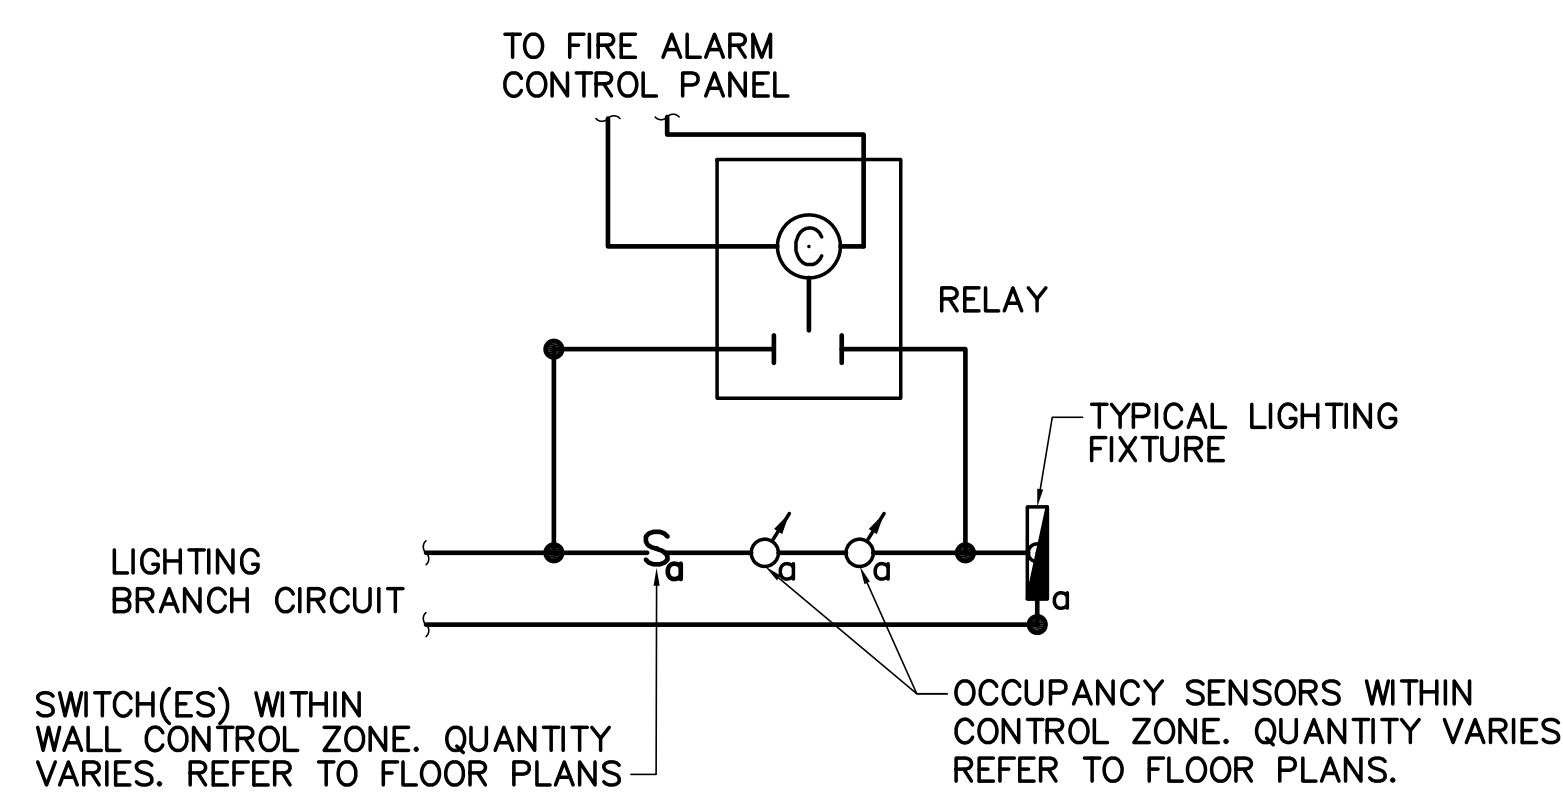 TO FIRE ALARM
CONTROL PANEL
C
RELAY
TYPICAL LIGHTING
FIXTURE
LIGHTING
BRANCH CIRCUIT
S
a
a
a
a
SWITCH(ES) WITHIN
WALL CONTROL ZONE. QUANTITY
VARIES. REFER TO FLOOR PLANS
OCCUPANCY SENSORS WITHIN
CONTROL ZONE. QUANTITY VARIES
REFER TO FLOOR PLANS.